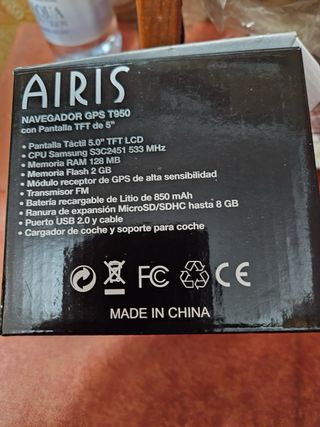 AIRIS
NAVEGADOR GPS T950
con Pantalla TFT de 5"
• Pantalla Táctil 5.0" TFT LCD
• CPU Samsung S3C2451 533 MHz
• Memoria RAM 128 MB
• Memoria Flash 2 GB
• Módulo receptor de GPS de alta sensibilidad
• Transmisor FM
• Batería recargable de Litio de 850 mAh
• Ranura de expansión MicroSD/SDHC hasta 8 GB
• Puerto USB 2.0 y cable
• Cargador de coche y soporte para coche
FC CE
MADE IN CHINA